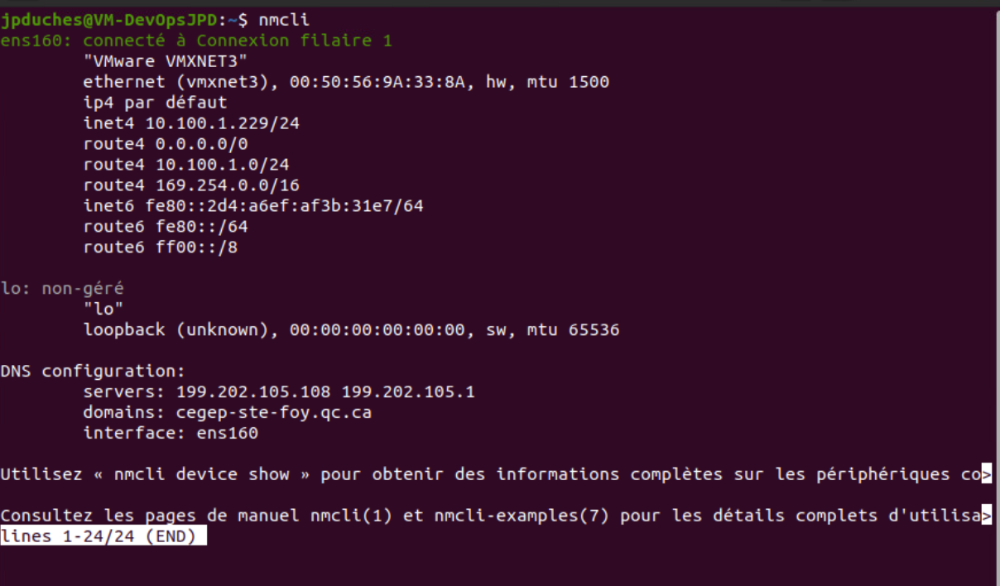 jpduches@VM-DevOpsJPD:~$ nmcli
ens160: connecté à Connexion filaire 1
"VMware VMXNET3"
ethernet (vmxnet3), 00:50:56:9A:33:8A, hw, mtu 1500
ip4 par défaut
inet4 10.100.1.229/24
route4 0.0.0.0/0
route4 10.100.1.0/24
route4 169.254.0.0/16
inet6 fe80::2d4:a6ef:af3b:31e7/64
route6 fe80::/64
route6 ff00::/8
lo: non-géré
"lo"
loopback (unknown), 00:00:00:00:00:00, sw, mtu 65536
DNS configuration:
servers: 199.202.105.108 199.202.105.1
domains: cegep-ste-foy.qc.ca
interface: ens160
Utilisez « nmcli device show » pour obtenir des informations complètes sur les périphériques co>
Consultez les pages de manuel nmcli(1) et nmcli-examples(7) pour les détails complets d'utilisa>
lines 1-24/24 (END)